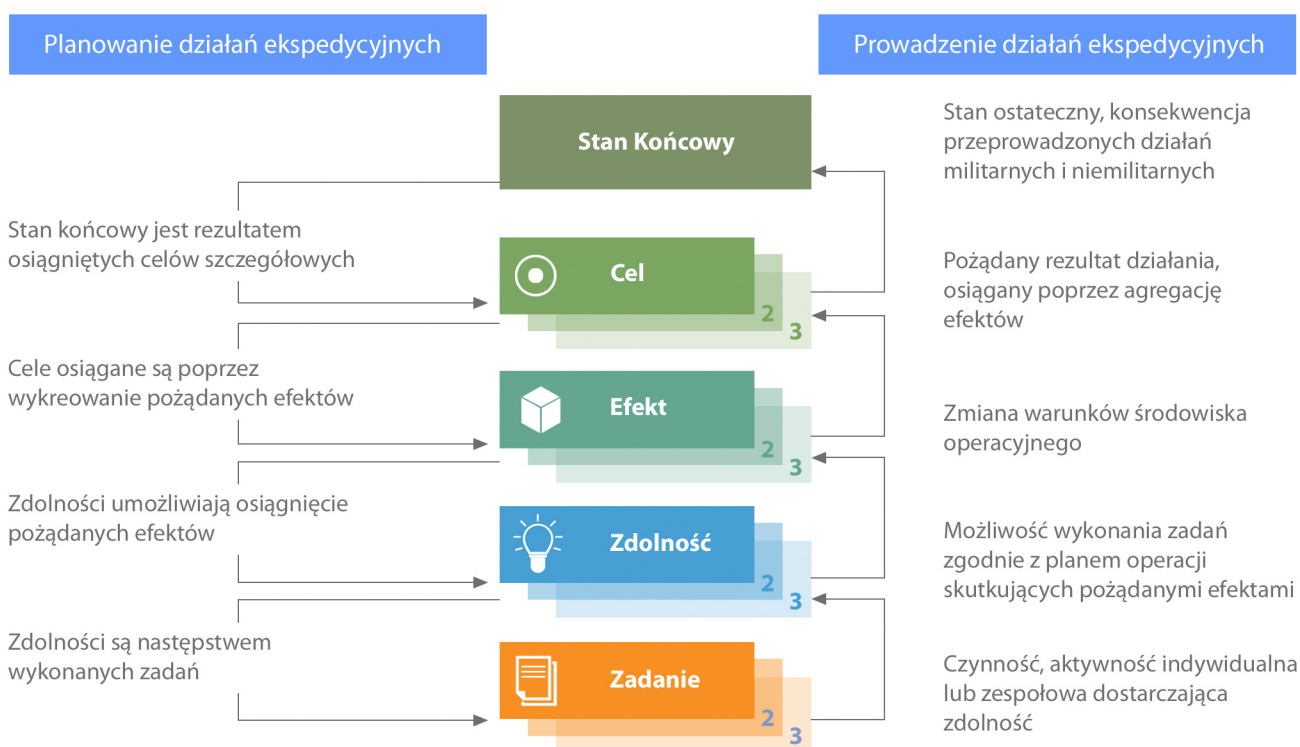 Planowanie działań ekspedycyjnych
Prowadzenie działań ekspedycyjnych
Stan Końcowy
Stan ostateczny, konsekwencja
przeprowadzonych działań
militarnych i niemilitarnych
Stan końcowy jest rezultatem
osiągniętych celów szczegółowych
Cel
2
3
Pożądany rezultat działania,
osiągany poprzez agregację
efektów
Cele osiągane są poprzez
wykreowanie pożądanych efektów
Efekt
2
3
Zmiana warunków środowiska
operacyjnego
Zdolności umożliwiają osiągnięcie
pożądanych efektów
Zdolność
2
3
Możliwość wykonania zadań
zgodnie z planem operacji
skutkujących pożądanymi efektami
Zdolności są następstwem
wykonanych zadań
Zadanie
2
3
Czynność, aktywność indywidualna
lub zespołowa dostarczająca
zdolność